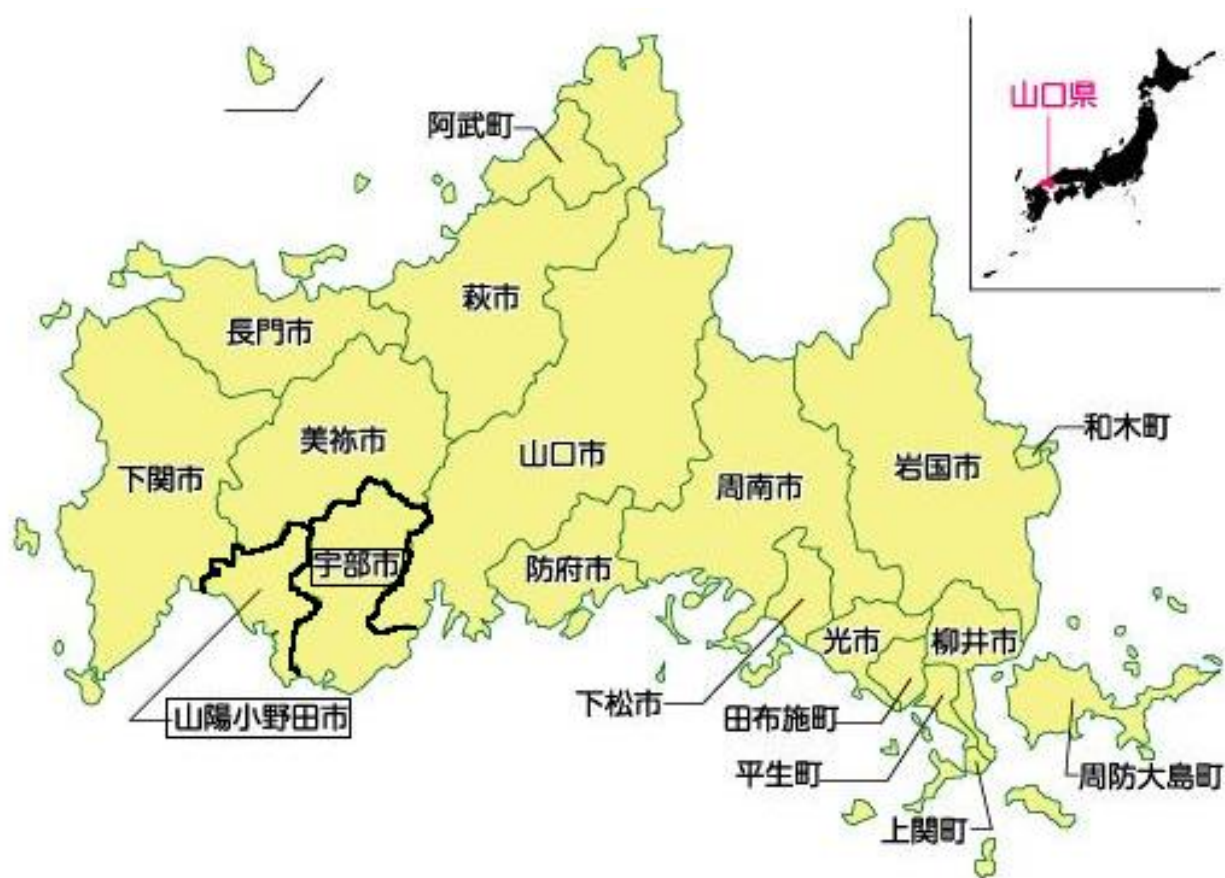 山口県
阿武町
萩市
長門市
美祢市
山口市
和木町
下関市
周南市
岩国市
宇部市
防府市
光市
柳井市
山陽小野田市
下松市
田布施町
平生町
周防大島町
上関町